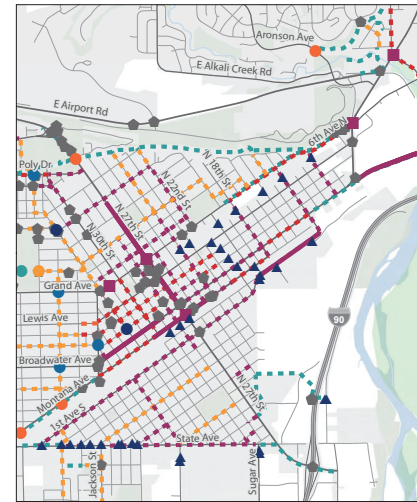 Aronson Ave
E Alkali Creek Rd
E Airport Rd
6th Ave N
Poly Dr
N 18th St
N 22nd St
N 27th St
N 30th St
Grand Ave
90
Lewis Ave
Broadwater Ave
Montana Ave
1st Ave S
N 27th St
State Ave
Jackson St
Sugar Ave